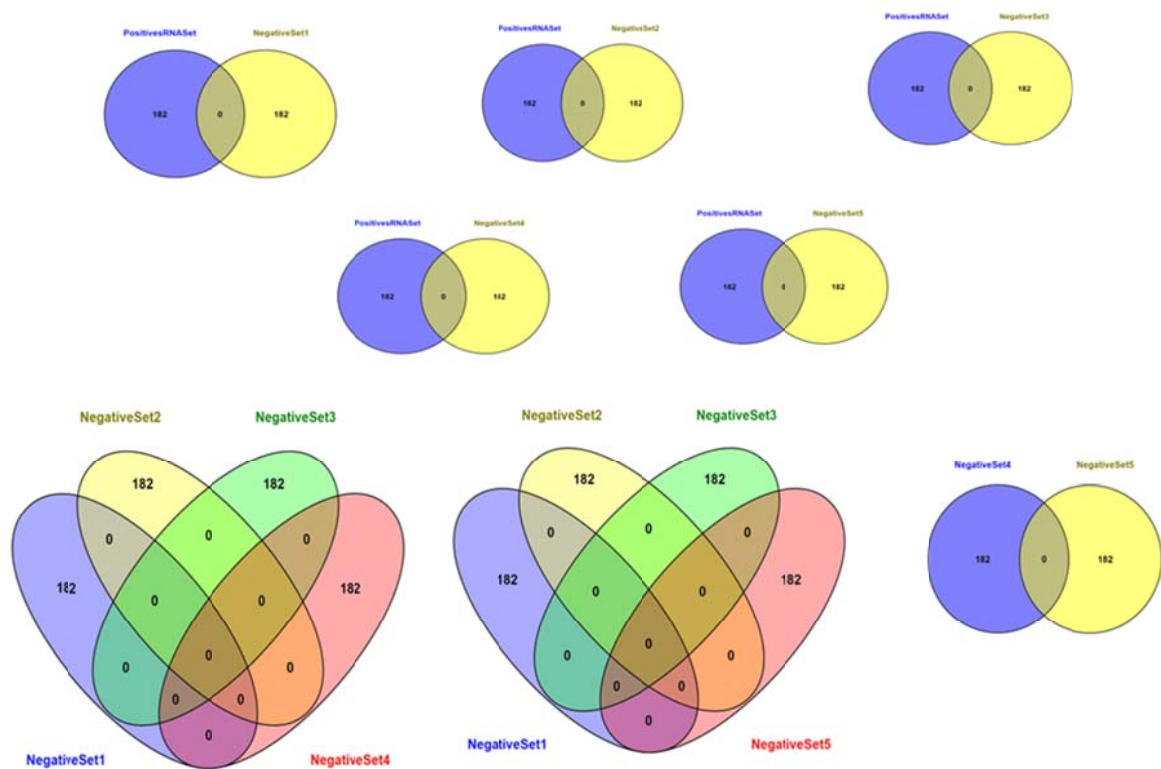 PositivesRNASet NegativeSet1
182 0 182
PositivesRNASet NegativeSet2
182 0 182
PositivesRNASet NegativeSet3
182 0 182
PositivesRNASet NegativeSet4
182 0 182
PositivesRNASet NegativeSet5
182 0 182
NegativeSet2 NegativeSet3
182 182
0 0 0
182 0 0 182
0 0 0
0 0
0
NegativeSet1 NegativeSet4
NegativeSet2 NegativeSet3
182 182
0 0 0
182 0 0 182
0 0 0
0 0
0
NegativeSet1 NegativeSet5
NegativeSet4 NegativeSet5
182 0 182